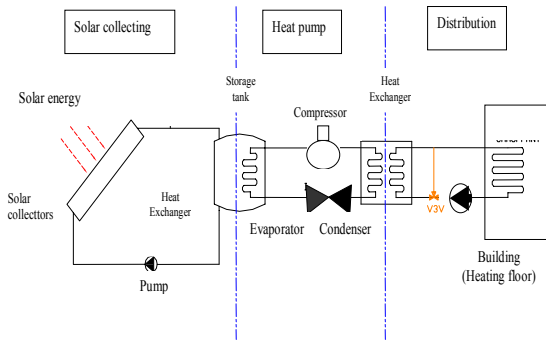 Solar collecting
Heat pump
Distribution
Storage
tank
Heat
Exchanger
Solar energy
Compressor
Solar
collecttors
Heat
Exchanger
V3V
Evaporator
Condenser
Building
(Heating floor)
Pump